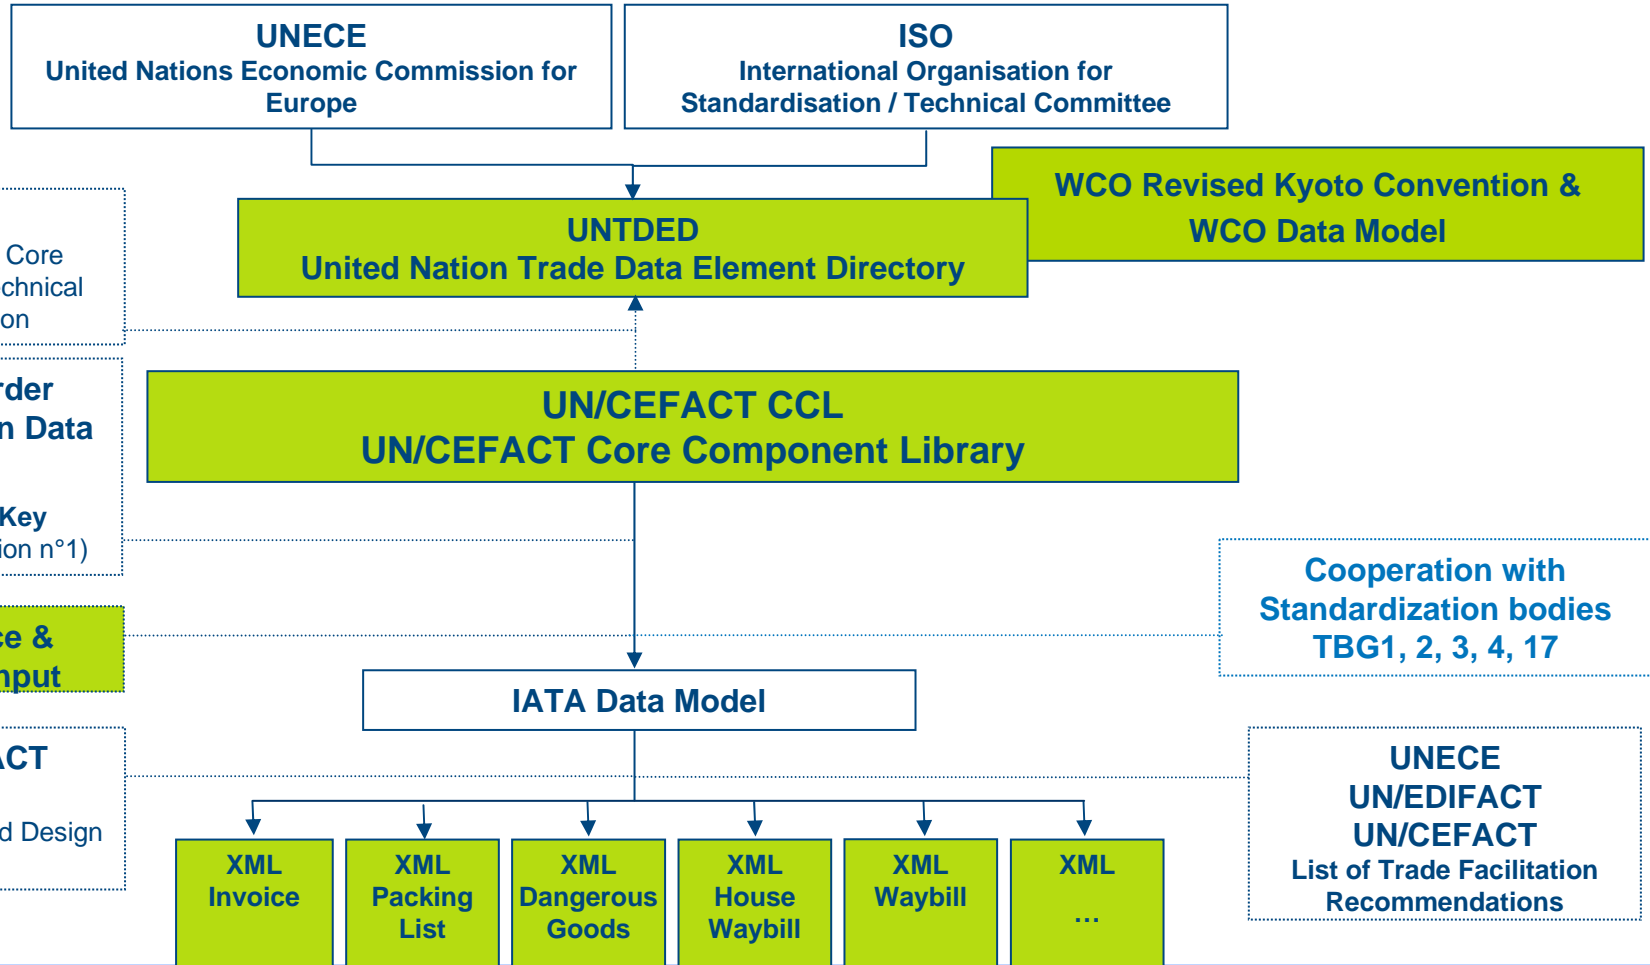 UNECE
United Nations Economic Commission for
Europe
ISO
International Organisation for
Standardisation / Technical Committee
WCO Revised Kyoto Convention &
WCO Data Model
UNTDED
United Nation Trade Data Element Directory
Core
echnical
on
UN/CEFACT CCL
UN/CEFACT Core Component Library
rder
n Data
Key
ion n°1)
Cooperation with
Standardization bodies
TBG1, 2, 3, 4, 17
ce &
nput
IATA Data Model
ACT
d Design
UNECE
UN/EDIFACT
UN/CEFACT
List of Trade Facilitation
Recommendations
XML
Invoice
XML
Packing
List
XML
Dangerous
Goods
XML
House
Waybill
XML
Waybill
XML
...